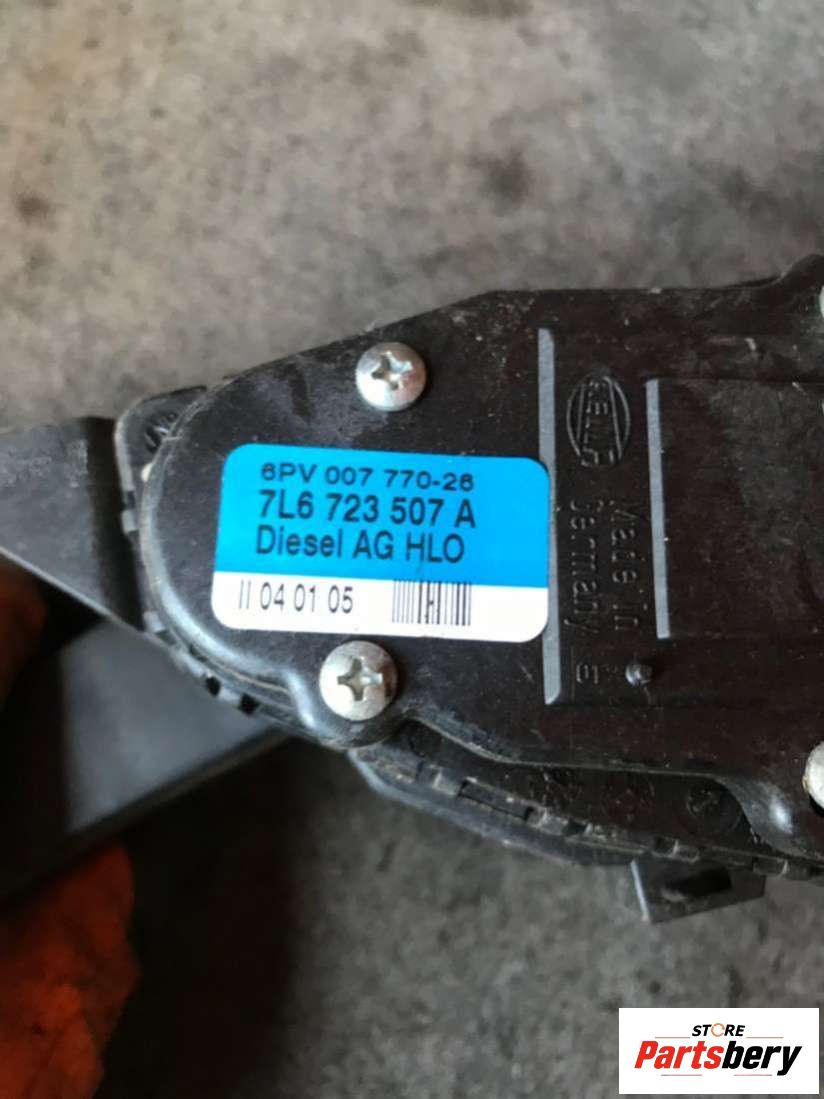 6PV 007 770-26
7L6 723 507 A
Diesel AG HLO
II 04 01 05
HELLA
Made in
Germany
STORE
Partsbery